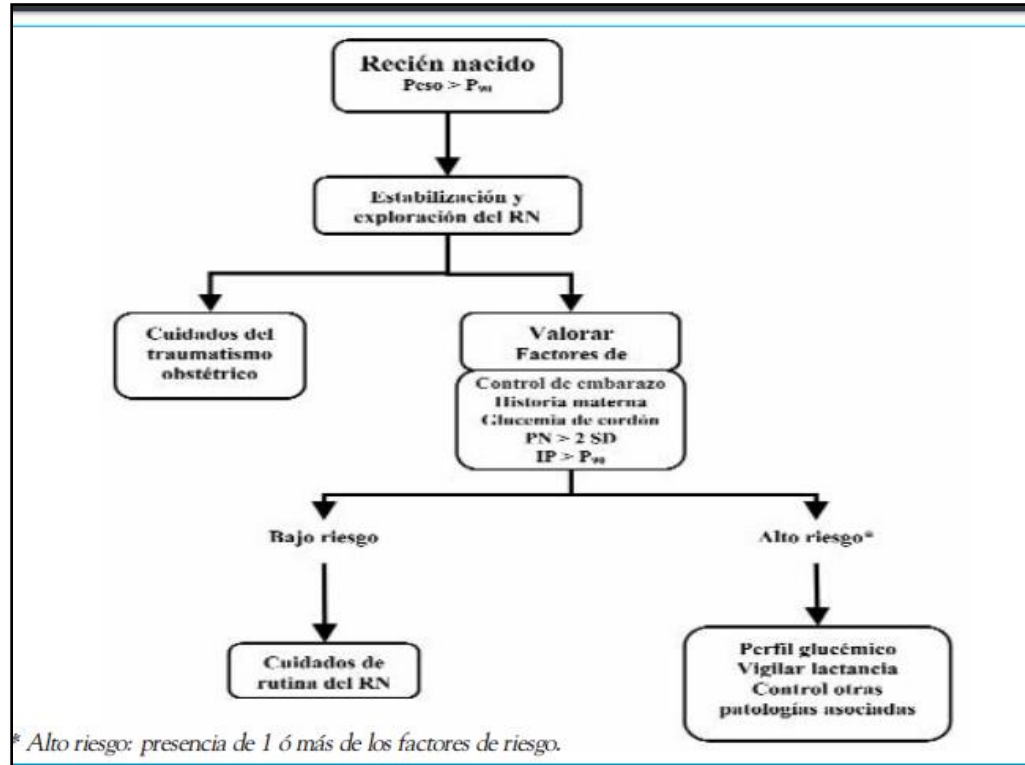 Recién nacido
Peso > P₉₀
Estabilización y
exploración del RN
Cuidados del
traumatismo
obstétrico
Valorar
Factores de
Control de embarazo
Historia materna
Glucemia de cordón
PN > 2 SD
IP > P₉₀
Bajo riesgo
Alto riesgo*
Cuidados de
rutina del RN
Perfil glucémico
Vigilar lactancia
Control otras
patologías asociadas
* Alto riesgo: presencia de 1 ó más de los factores de riesgo.